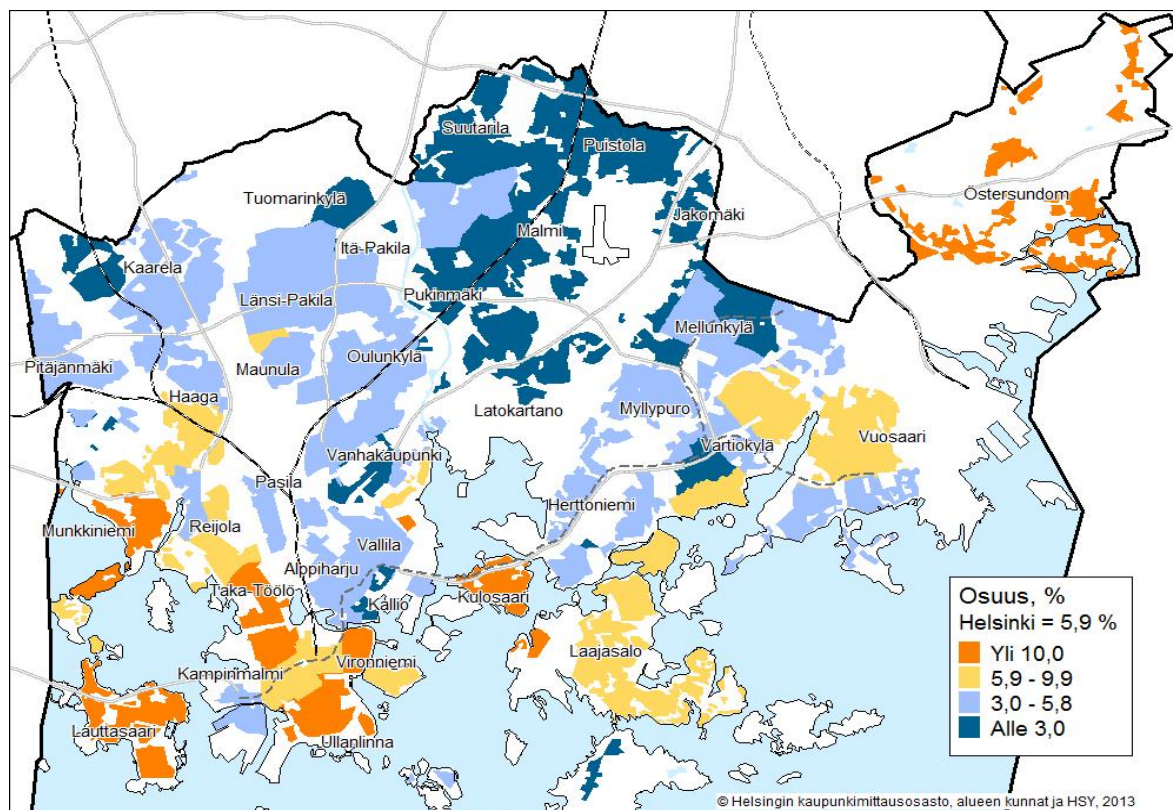 Suutarila
Puistola
Östersundom
Tuomarinkylä
Jakomäki
Malmi
Itä-Pakila
Kaarela
Länsi-Pakila
Pukinmäki
Mellunkylä
Oulunkylä
Pitäjänmäki
Maunula
Haaga
Latokartano
Myllypuro
Vuosaari
Vartiokylä
Vanhakaupunki
Pasila
Herttoniemi
Munkkiniemi
Reijola
Vallila
Alppiharju
Taka-Töölö
Kallio
Kulosaari
Laajasalo
Vironniemi
Kampinmalmi
Lauttasaari
Ullanlinna
Osuus, %
Helsinki = 5,9 %
Yli 10,0
5,9 - 9,9
3,0 - 5,8
Alle 3,0
© Helsingin kaupunkimittausosasto, alueen kunnat ja HSY, 2013